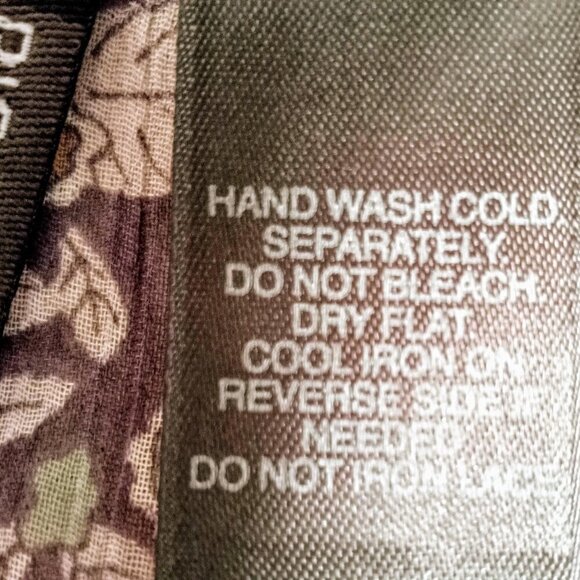 HAND WASH COLD
SEPARATELY.
DO NOT BLEACH.
DRY FLAT
COOL IRON ON
REVERSE SIDE IF
NEEDED
DO NOT IRON LACE